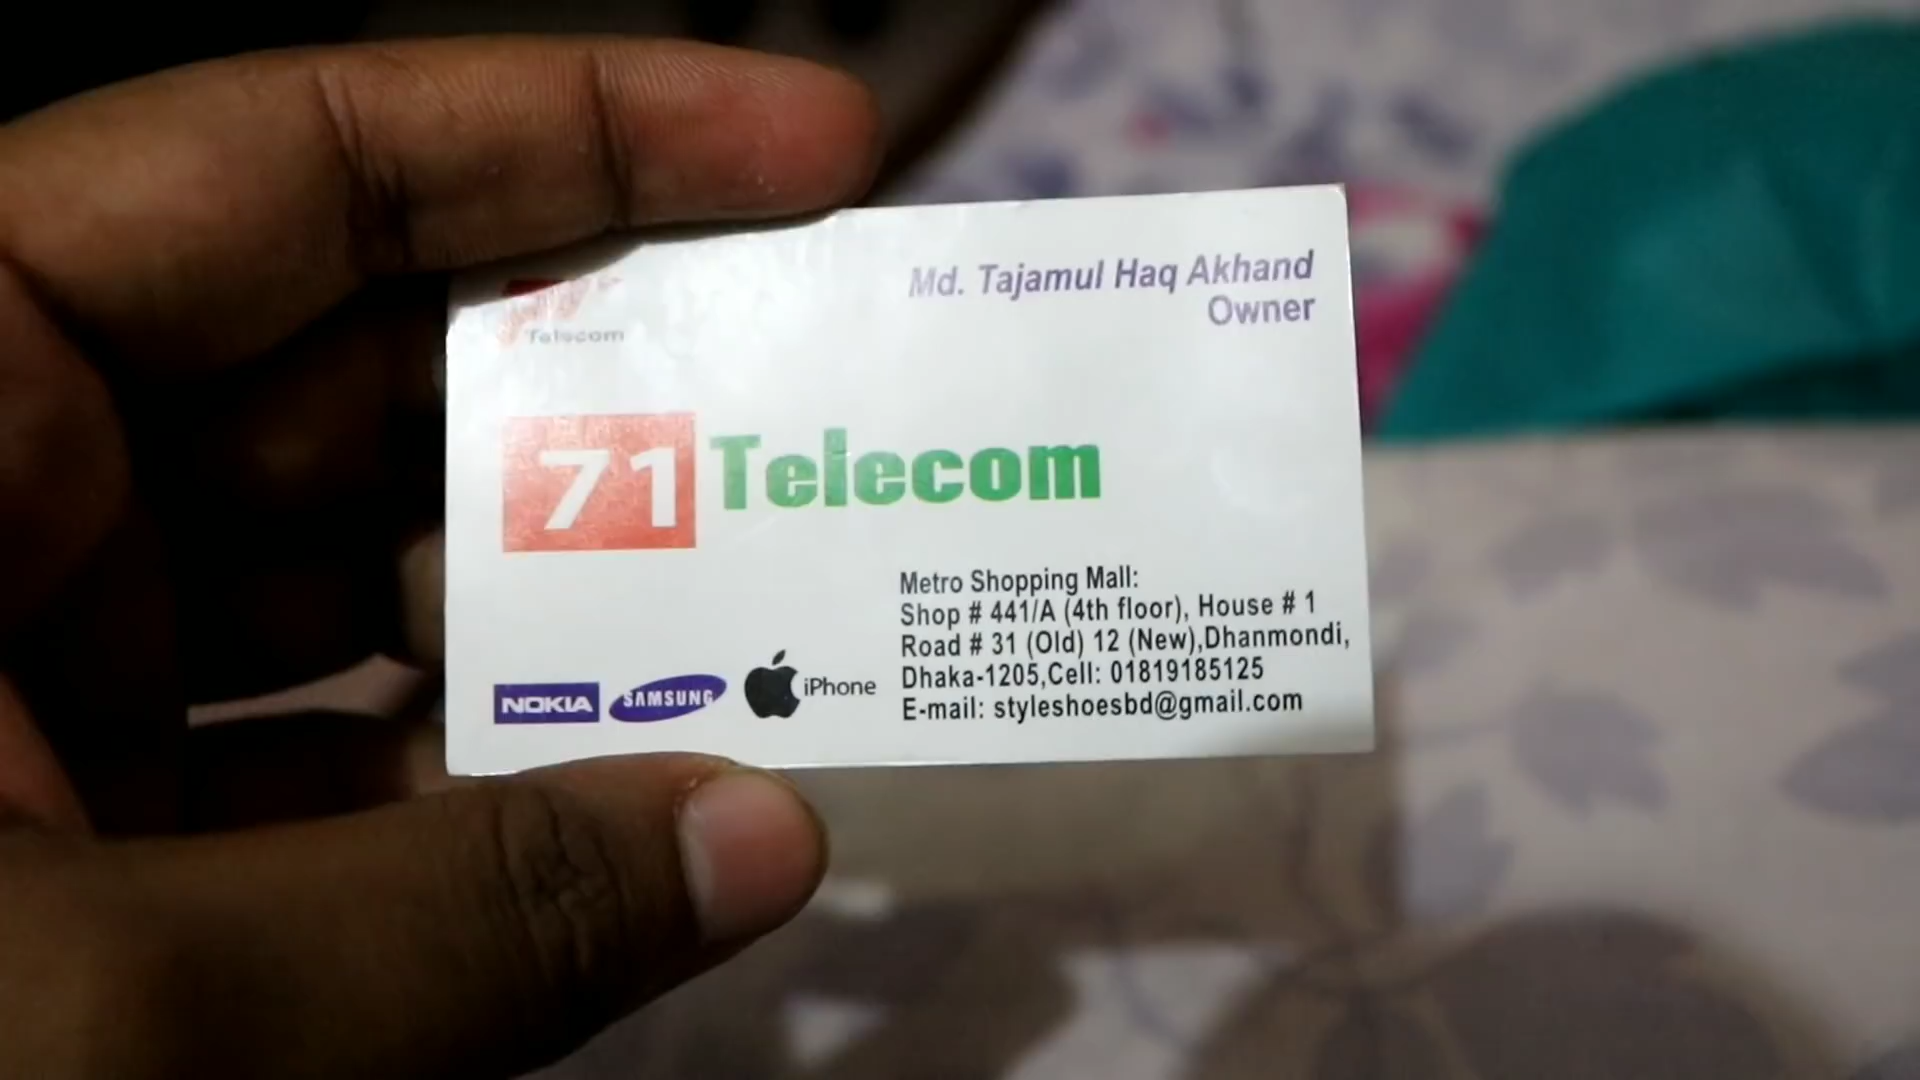 Telecom
Md. Tajamul Haq Akhand
Owner
71 Telecom
Metro Shopping Mall:
Shop # 441/A (4th floor), House # 1
Road # 31 (Old) 12 (New),Dhanmondi,
Dhaka-1205,Cell: 01819185125
E-mail: styleshoesbd@gmail.com
NOKIA SAMSUNG iPhone